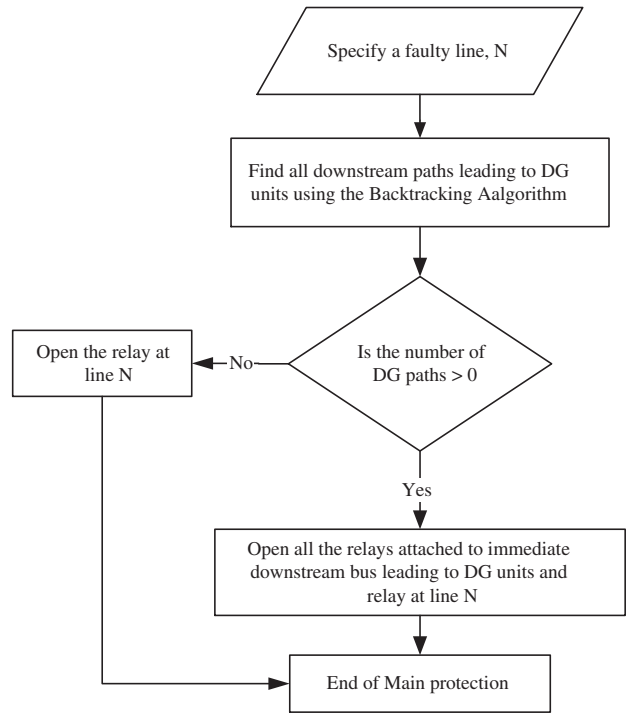 Specify a faulty line, N
Find all downstream paths leading to DG
units using the Backtracking Aalgorithm
Is the number of
DG paths > 0
No
Open the relay at
line N
Yes
Open all the relays attached to immediate
downstream bus leading to DG units and
relay at line N
End of Main protection